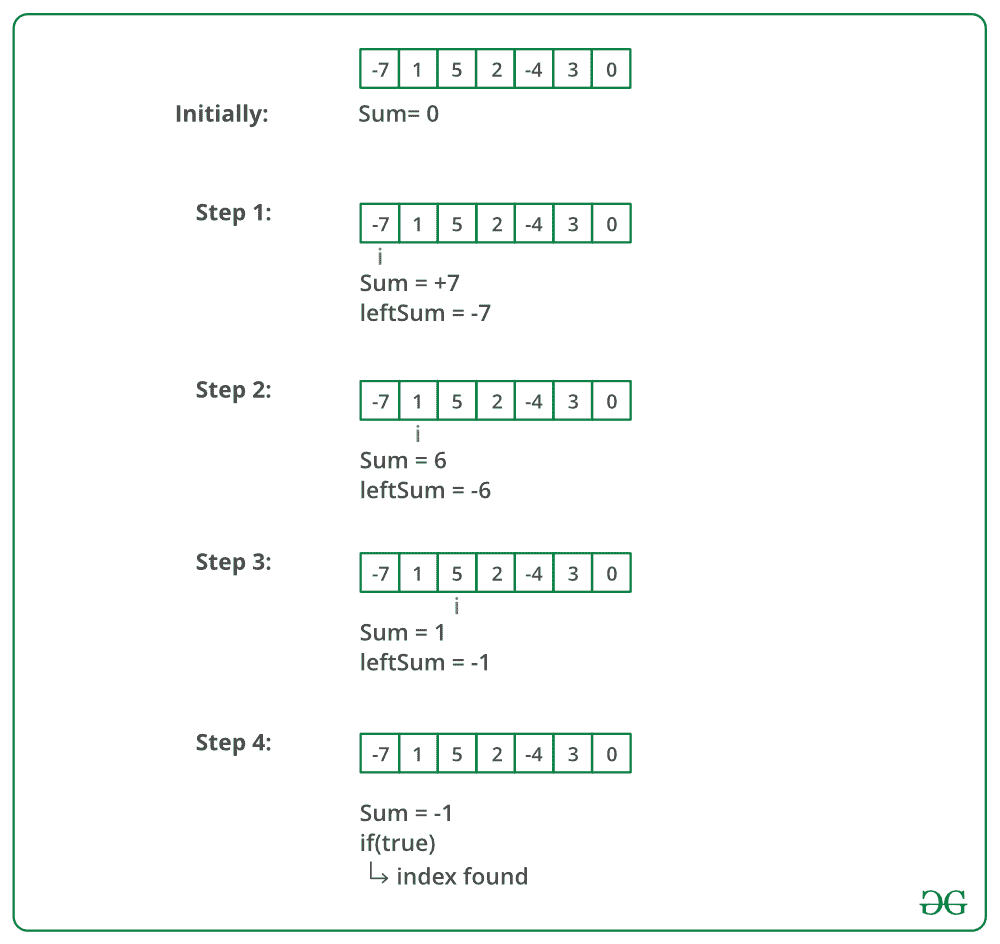 -7 1 5 2 -4 3 0
Initially: Sum= 0
Step 1: -7 1 5 2 -4 3 0
i
Sum = +7
leftSum = -7
Step 2: -7 1 5 2 -4 3 0
i
Sum = 6
leftSum = -6
Step 3: -7 1 5 2 -4 3 0
i
Sum = 1
leftSum = -1
Step 4: -7 1 5 2 -4 3 0
Sum = -1
if(true)
index found